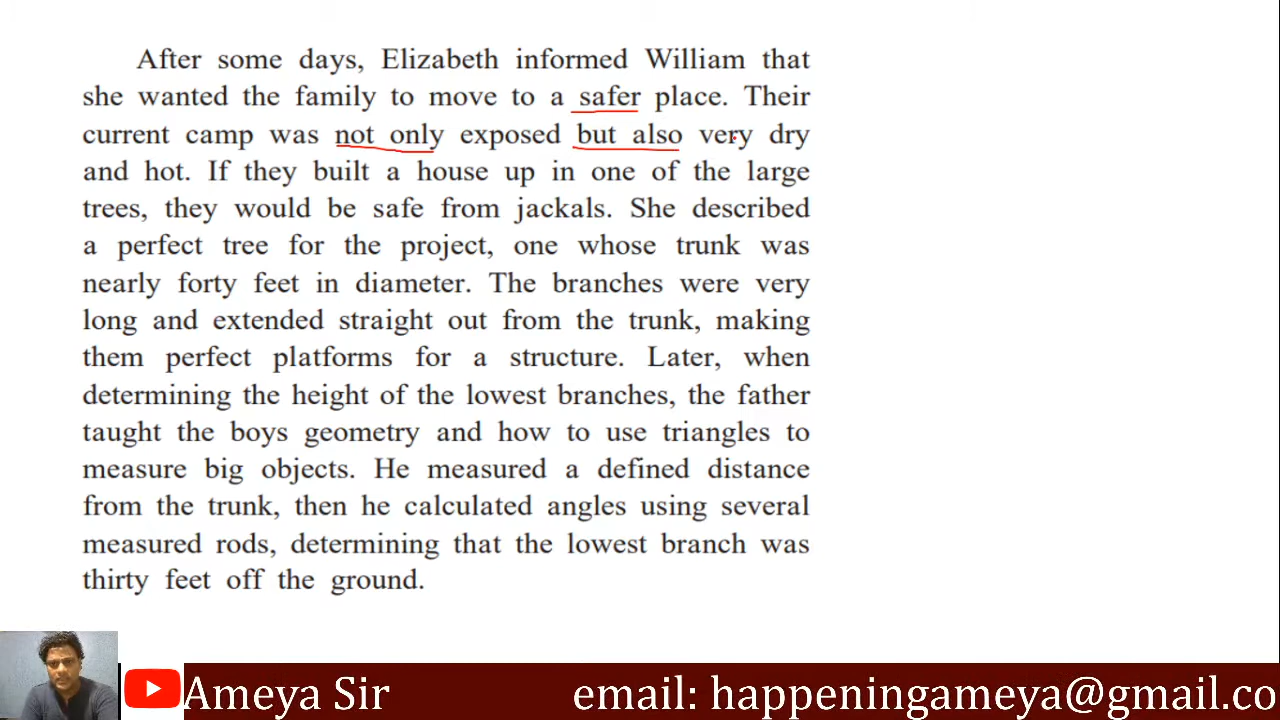 After some days, Elizabeth informed William that
she wanted the family to move to a safer place. Their
current camp was not only exposed but also very dry
and hot. If they built a house up in one of the large
trees, they would be safe from jackals. She described
a perfect tree for the project, one whose trunk was
nearly forty feet in diameter. The branches were very
long and extended straight out from the trunk, making
them perfect platforms for a structure. Later, when
determining the height of the lowest branches, the father
taught the boys geometry and how to use triangles to
measure big objects. He measured a defined distance
from the trunk, then he calculated angles using several
measured rods, determining that the lowest branch was
thirty feet off the ground.
Ameya Sir email: happeningameya@gmail.co